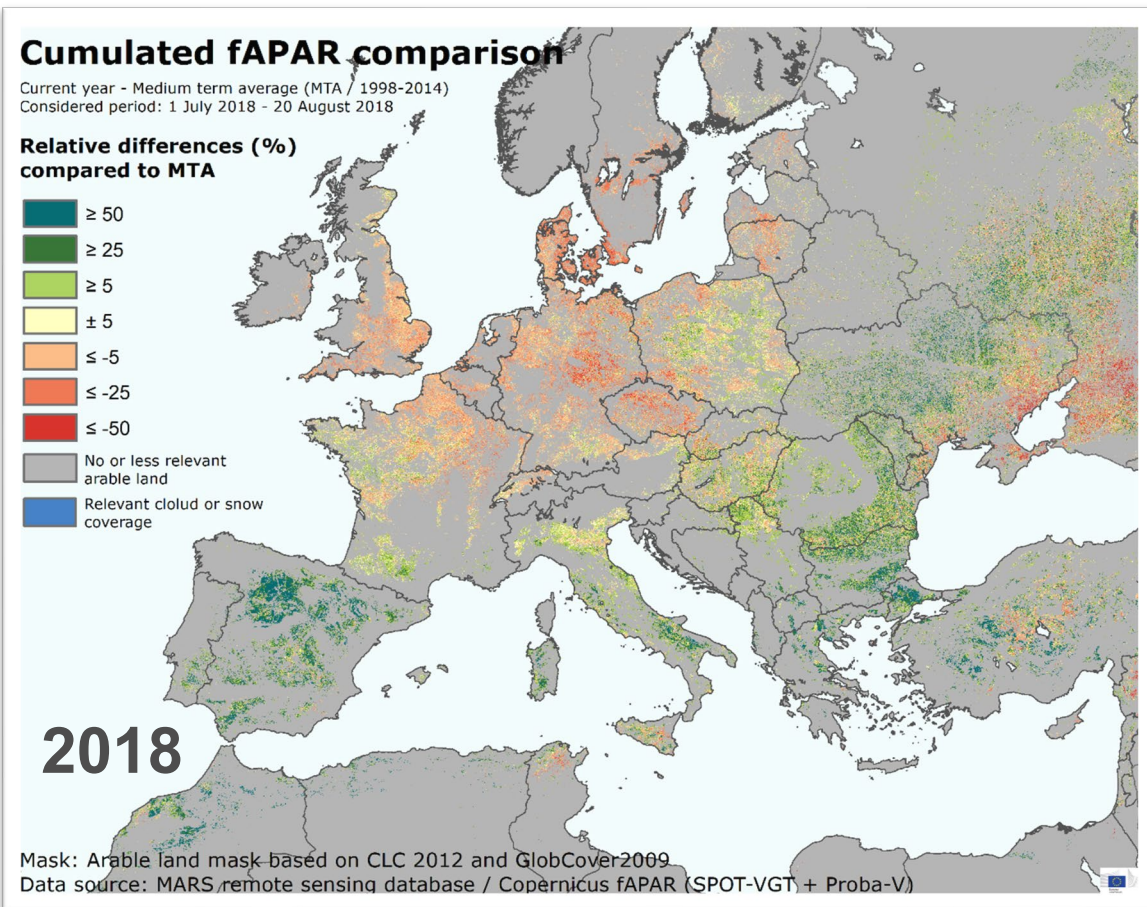 Cumulated fAPAR comparison
Current year - Medium term average (MTA / 1998-2014)
Considered period: 1 July 2018 - 20 August 2018
Relative differences (%)
compared to MTA
≥ 50
≥ 25
≥ 5
± 5
≤ -5
≤ -25
≤ -50
No or less relevant
arable land
Relevant clolud or snow
coverage
2018
Mask: Arable land mask based on CLC 2012 and GlobCover2009
Data source: MARS remote sensing database / Copernicus fAPAR (SPOT-VGT + Proba-V)